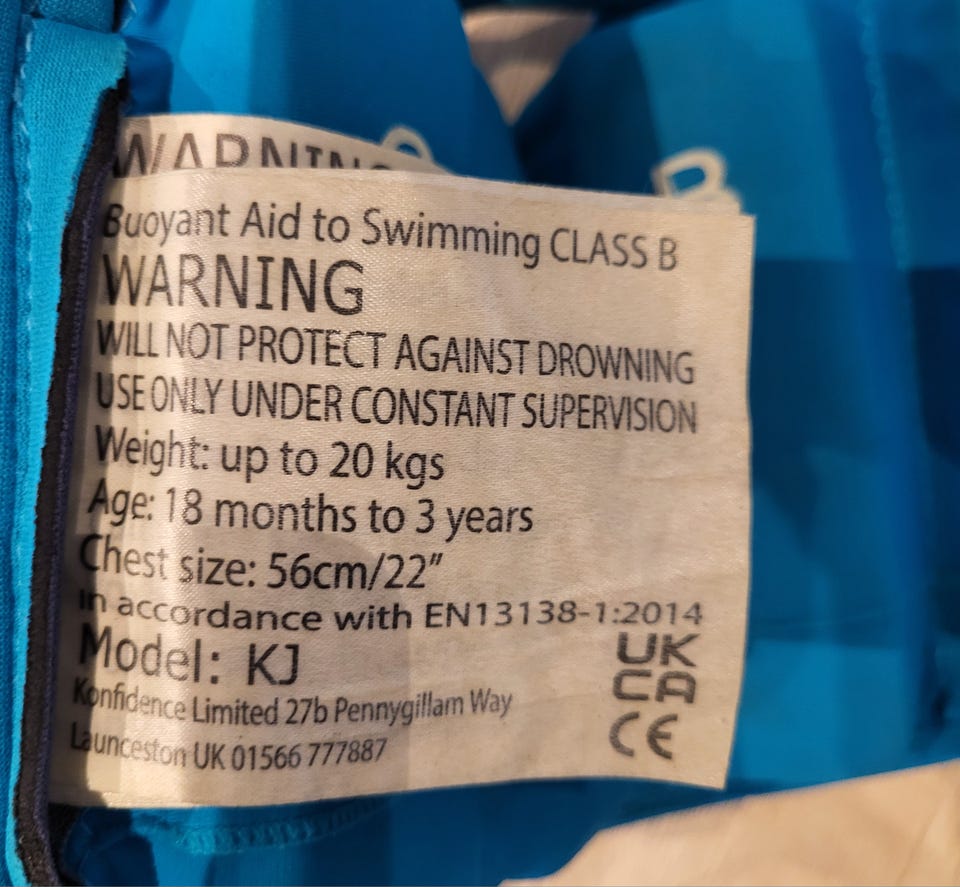 WARNING
Buoyant Aid to Swimming CLASS B
WARNING
WILL NOT PROTECT AGAINST DROWNING
USE ONLY UNDER CONSTANT SUPERVISION
Weight: up to 20 kgs
Age: 18 months to 3 years
Chest size: 56cm/22”
in accordance with EN13138-1:2014
Model: KJ
UK
CA
Konfidence Limited 27b Pennygillam Way
CE
Launceston UK 01566 777887